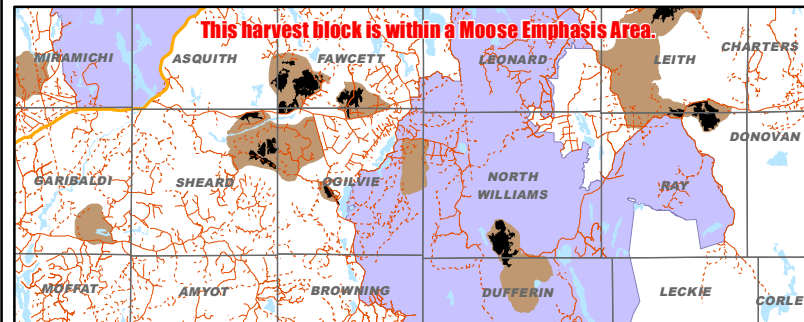 This harvest block is within a Moose Emphasis Area.
MIRAMICHI
ASQUITH
FAWCETT
LEONARD
LEITH
CHARTERS
DONOVAN
GARIBALDI
SHEARD
OGILVIE
NORTH
WILLIAMS
RAY
MOFFAT
AMYOT
BROWNING
DUFFERIN
LECKIE
CORLE